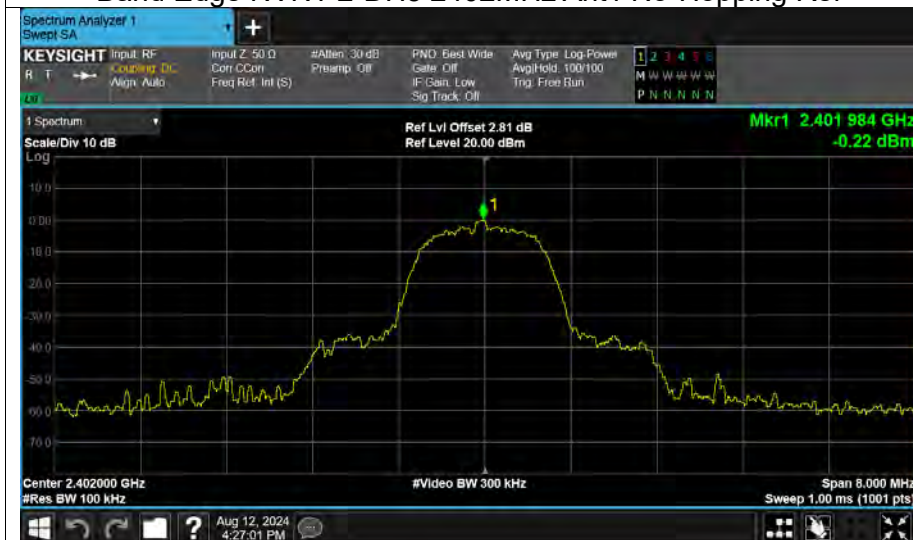 Spectrum Analyzer 1
Swept SA
+
KEYSIGHT Input: RF
R T Coupling: DC
Align: Auto
Input Z: 50 Ω
Corr CCorr
Freq Ref: Int (S)
#Atten: 30 dB
Preamp: Off
PNO: Best Wide
Gate: Off
IF Gain: Low
Sig Track: Off
Avg Type: Log-Power
Avg|Hold: 100/100
Trig: Free Run
1 2 3 4 5 6
M W W W W W
P N N N N N
1 Spectrum
Scale/Div 10 dB
Log
Ref Lvl Offset 2.81 dB
Ref Level 20.00 dBm
Mkr1 2.401 984 GHz
-0.22 dBm
1
10.0
0.00
-10.0
-20.0
-30.0
-40.0
-50.0
-60.0
-70.0
Center 2.402000 GHz
#Res BW 100 kHz
#Video BW 300 kHz
Span 8.000 MHz
Sweep 1.00 ms (1001 pts)
?
Aug 12, 2024
4:27:01 PM